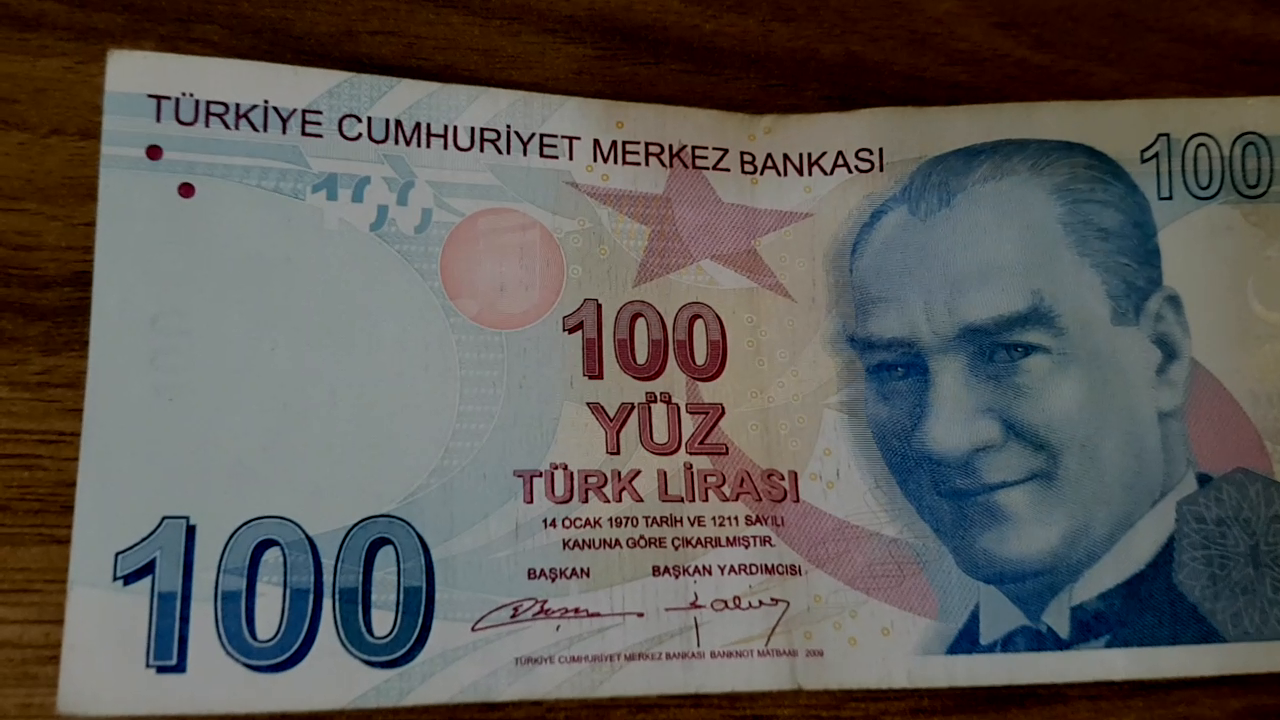 TÜRKİYE CUMHURİYET MERKEZ BANKASI
100
100
100
YÜZ
TÜRK LİRASI
14 OCAK 1970 TARİH VE 1211 SAYILI
KANUNA GÖRE ÇIKARILMIŞTIR.
BAŞKAN BAŞKAN YARDIMCISI
100
TÜRKİYE CUMHURİYET MERKEZ BANKASI BANKNOT MATBAASI 2009